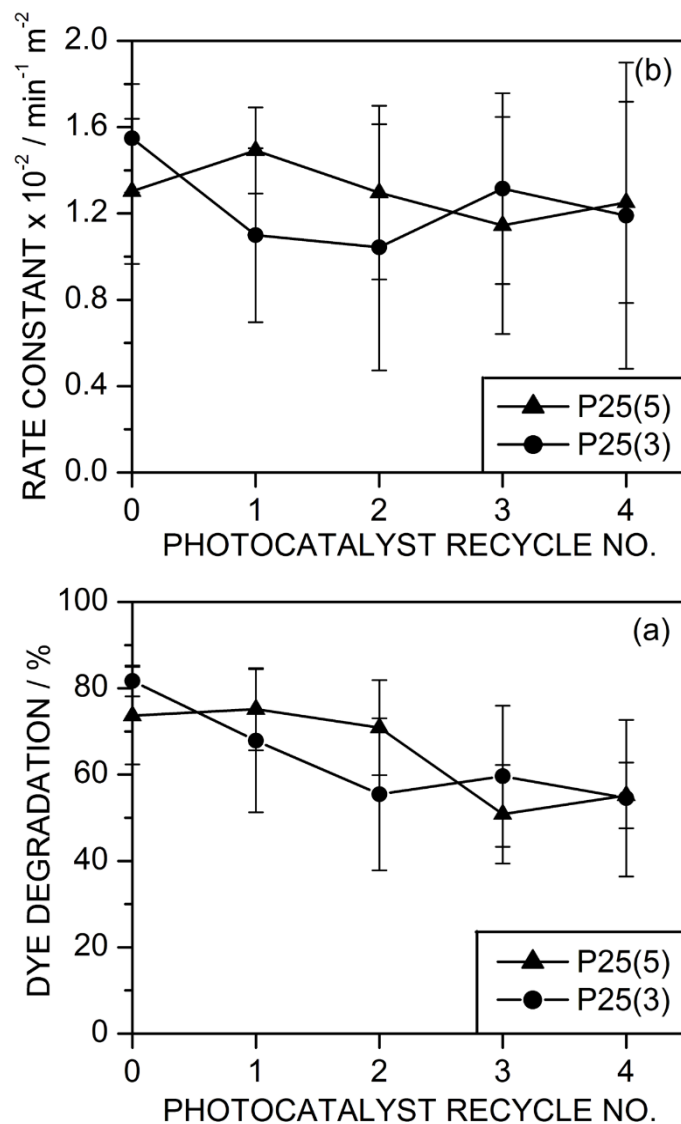 (b)
RATE CONSTANT x 10⁻² / min⁻¹ m⁻²
2.0
1.6
1.2
0.8
0.4
0.0
P25(5)
P25(3)
0 1 2 3 4
PHOTOCATALYST RECYCLE NO.
(a)
DYE DEGRADATION / %
100
80
60
40
20
0
P25(5)
P25(3)
0 1 2 3 4
PHOTOCATALYST RECYCLE NO.